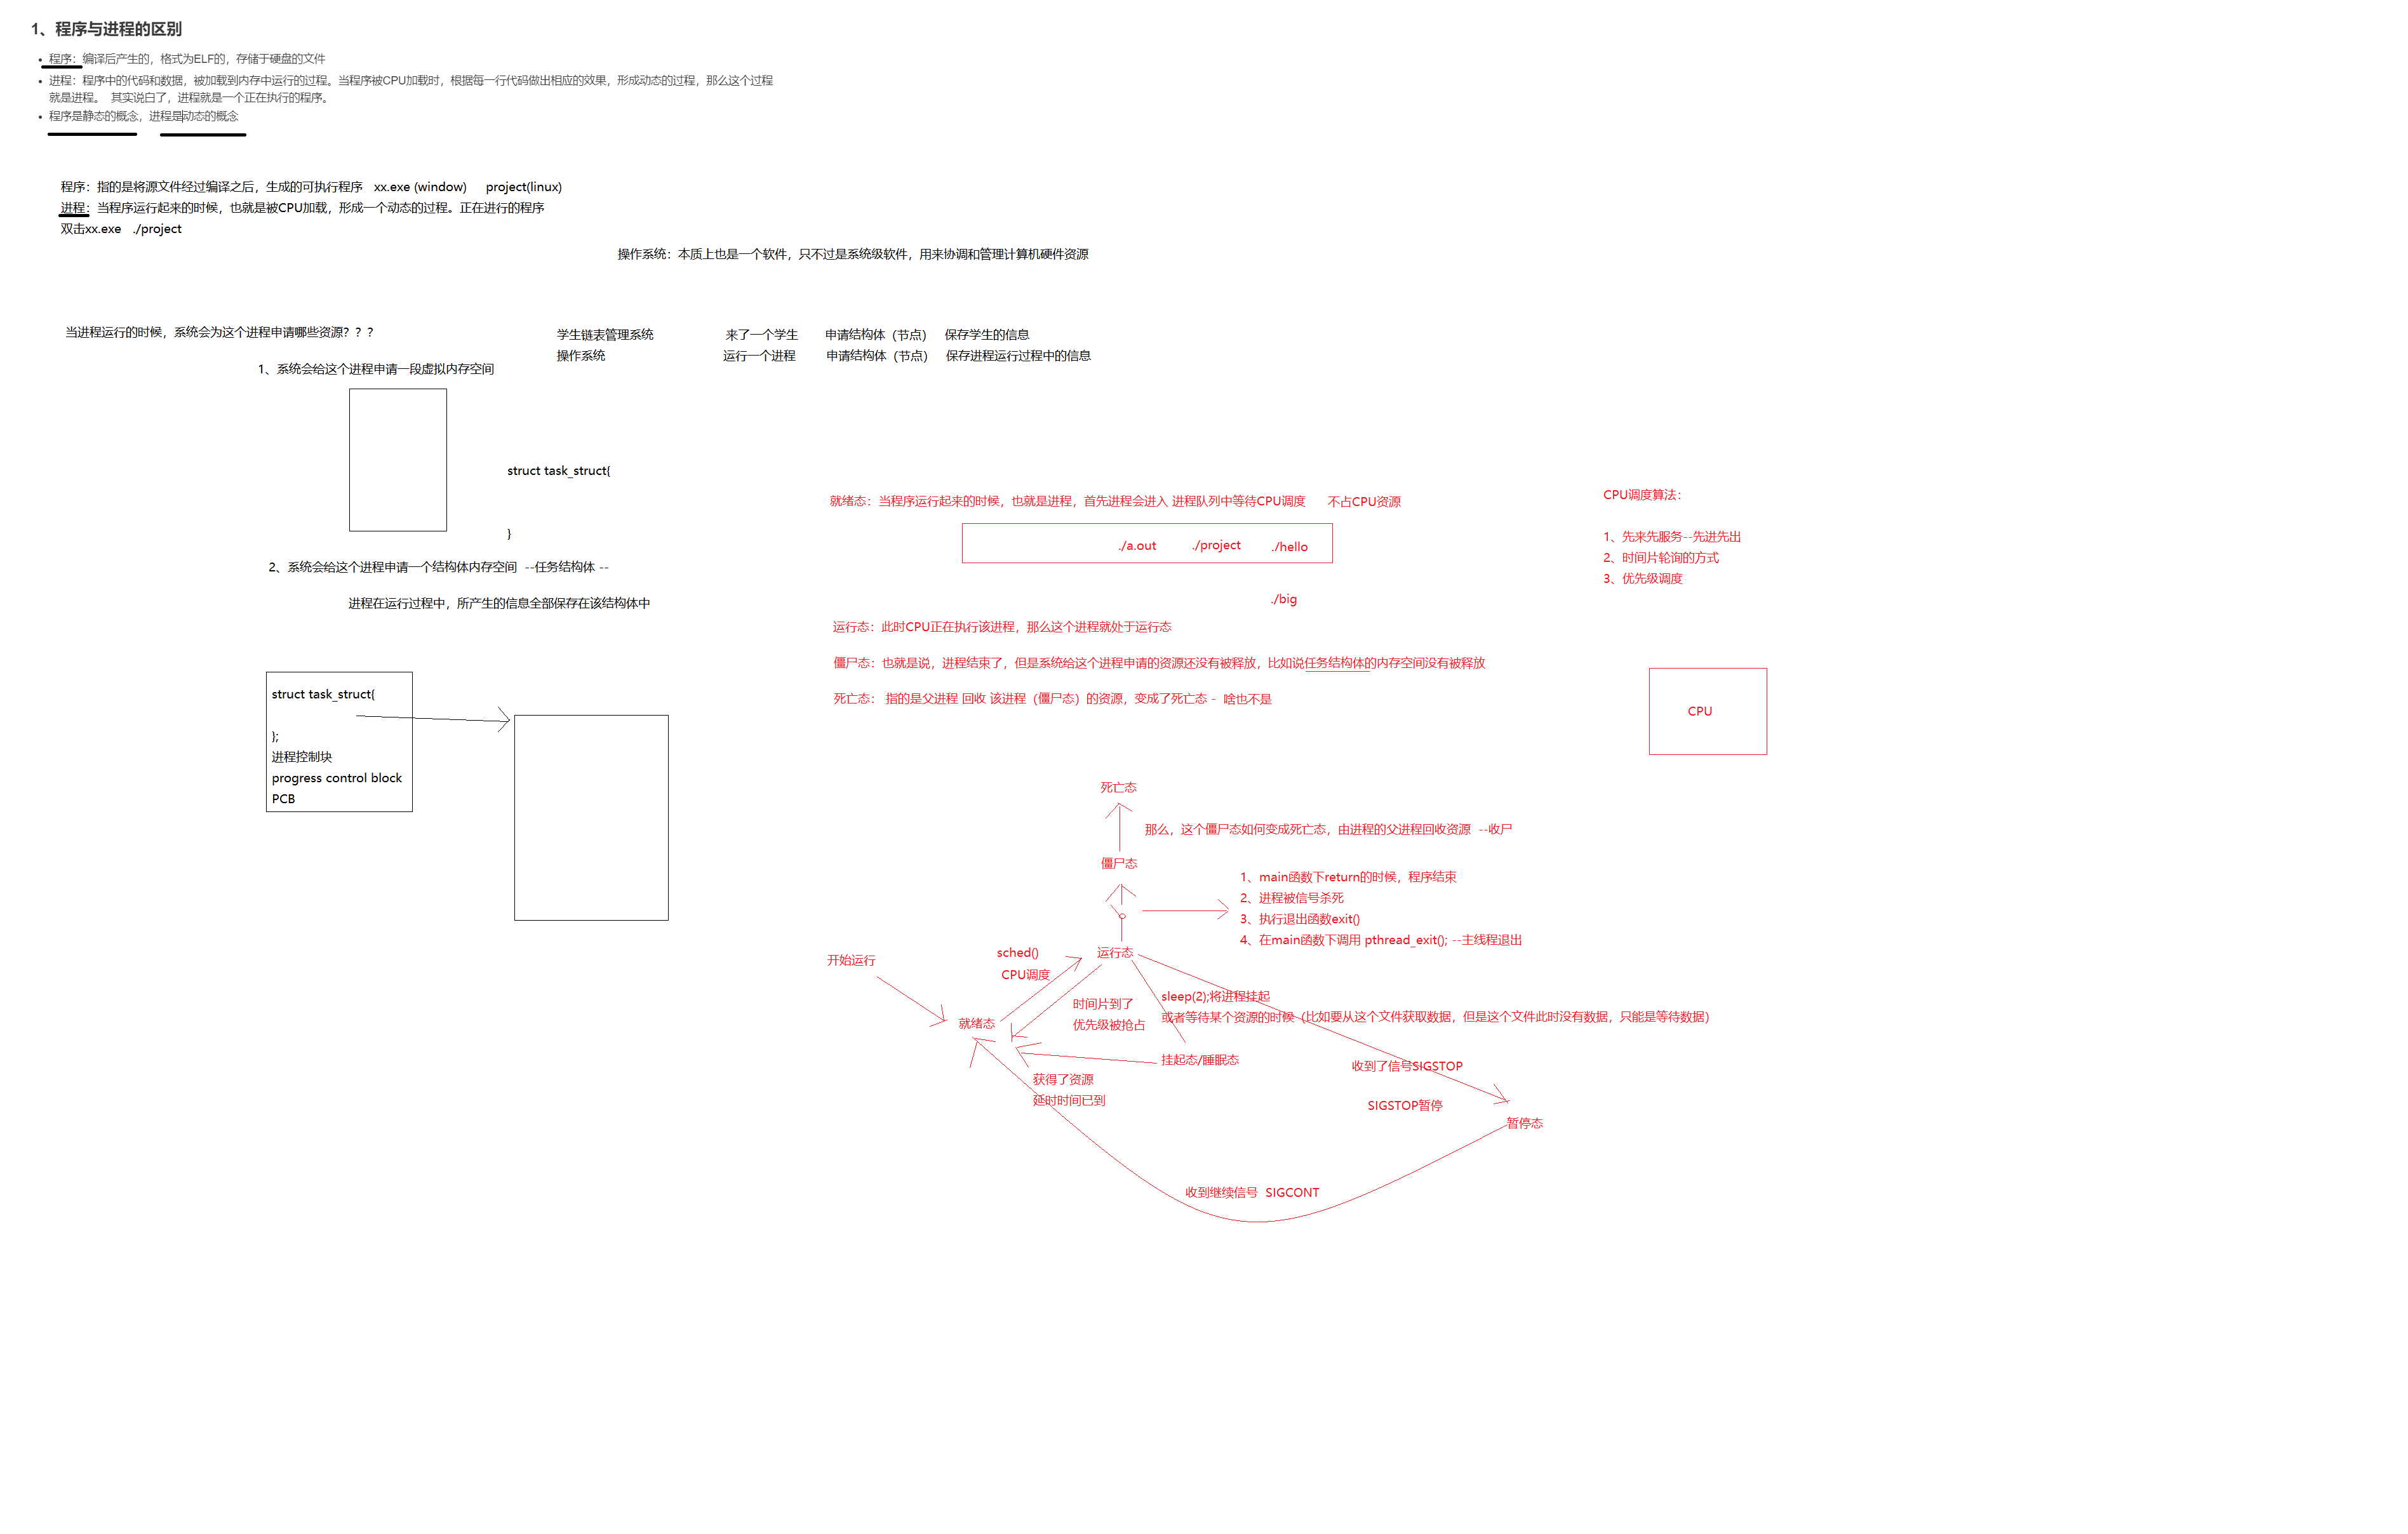 1、程序与进程的区别
程序：编译后产生的，格式为ELF的，存储于硬盘的文件
进程：程序中的代码和数据，被加载到内存中运行的过程。当程序被CPU加载时，根据每一行代码做出相应的效果，形成动态的过程，那么这个过程
就是进程。 其实说白了，进程就是一个正在执行的程序。
程序是静态的概念，进程是动态的概念
程序：指的是将源文件经过编译之后，生成的可执行程序 xx.exe (window) project(linux)
进程：当程序运行起来的时候，也就是被CPU加载，形成一个动态的过程。正在进行的程序
双击xx.exe ./project
操作系统：本质上也是一个软件，只不过是系统级软件，用来协调和管理计算机硬件资源
当进程运行的时候，系统会为这个进程申请哪些资源？？？
学生链表管理系统 来了一个学生 申请结构体（节点） 保存学生的信息
操作系统 运行一个进程 申请结构体（节点） 保存进程运行过程中的信息
1、系统会给这个进程申请一段虚拟内存空间
struct task_struct{
}
2、系统会给这个进程申请一个结构体内存空间 --任务结构体 --
进程在运行过程中，所产生的信息全部保存在该结构体中
struct task_struct{
};
进程控制块
progress control block
PCB
就绪态：当程序运行起来的时候，也就是进程，首先进程会进入 进程队列中等待CPU调度 不占CPU资源
./a.out ./project ./hello
./big
运行态：此时CPU正在执行该进程，那么这个进程就处于运行态
僵尸态：也就是说，进程结束了，但是系统给这个进程申请的资源还没有被释放，比如说任务结构体的内存空间没有被释放
死亡态： 指的是父进程 回收 该进程（僵尸态）的资源，变成了死亡态 - 啥也不是
CPU调度算法：
1、先来先服务--先进先出
2、时间片轮询的方式
3、优先级调度
CPU
死亡态
那么，这个僵尸态如何变成死亡态，由进程的父进程回收资源 --收尸
僵尸态
1、main函数下return的时候，程序结束
2、进程被信号杀死
3、执行退出函数exit()
4、在main函数下调用 pthread_exit(); --主线程退出
开始运行
sched()
CPU调度
运行态
就绪态
时间片到了
优先级被抢占
sleep(2);将进程挂起
或者等待某个资源的时候（比如要从这个文件获取数据，但是这个文件此时没有数据，只能是等待数据）
挂起态/睡眠态
获得了资源
延时时间已到
收到了信号SIGSTOP
SIGSTOP暂停
暂停态
收到继续信号 SIGCONT